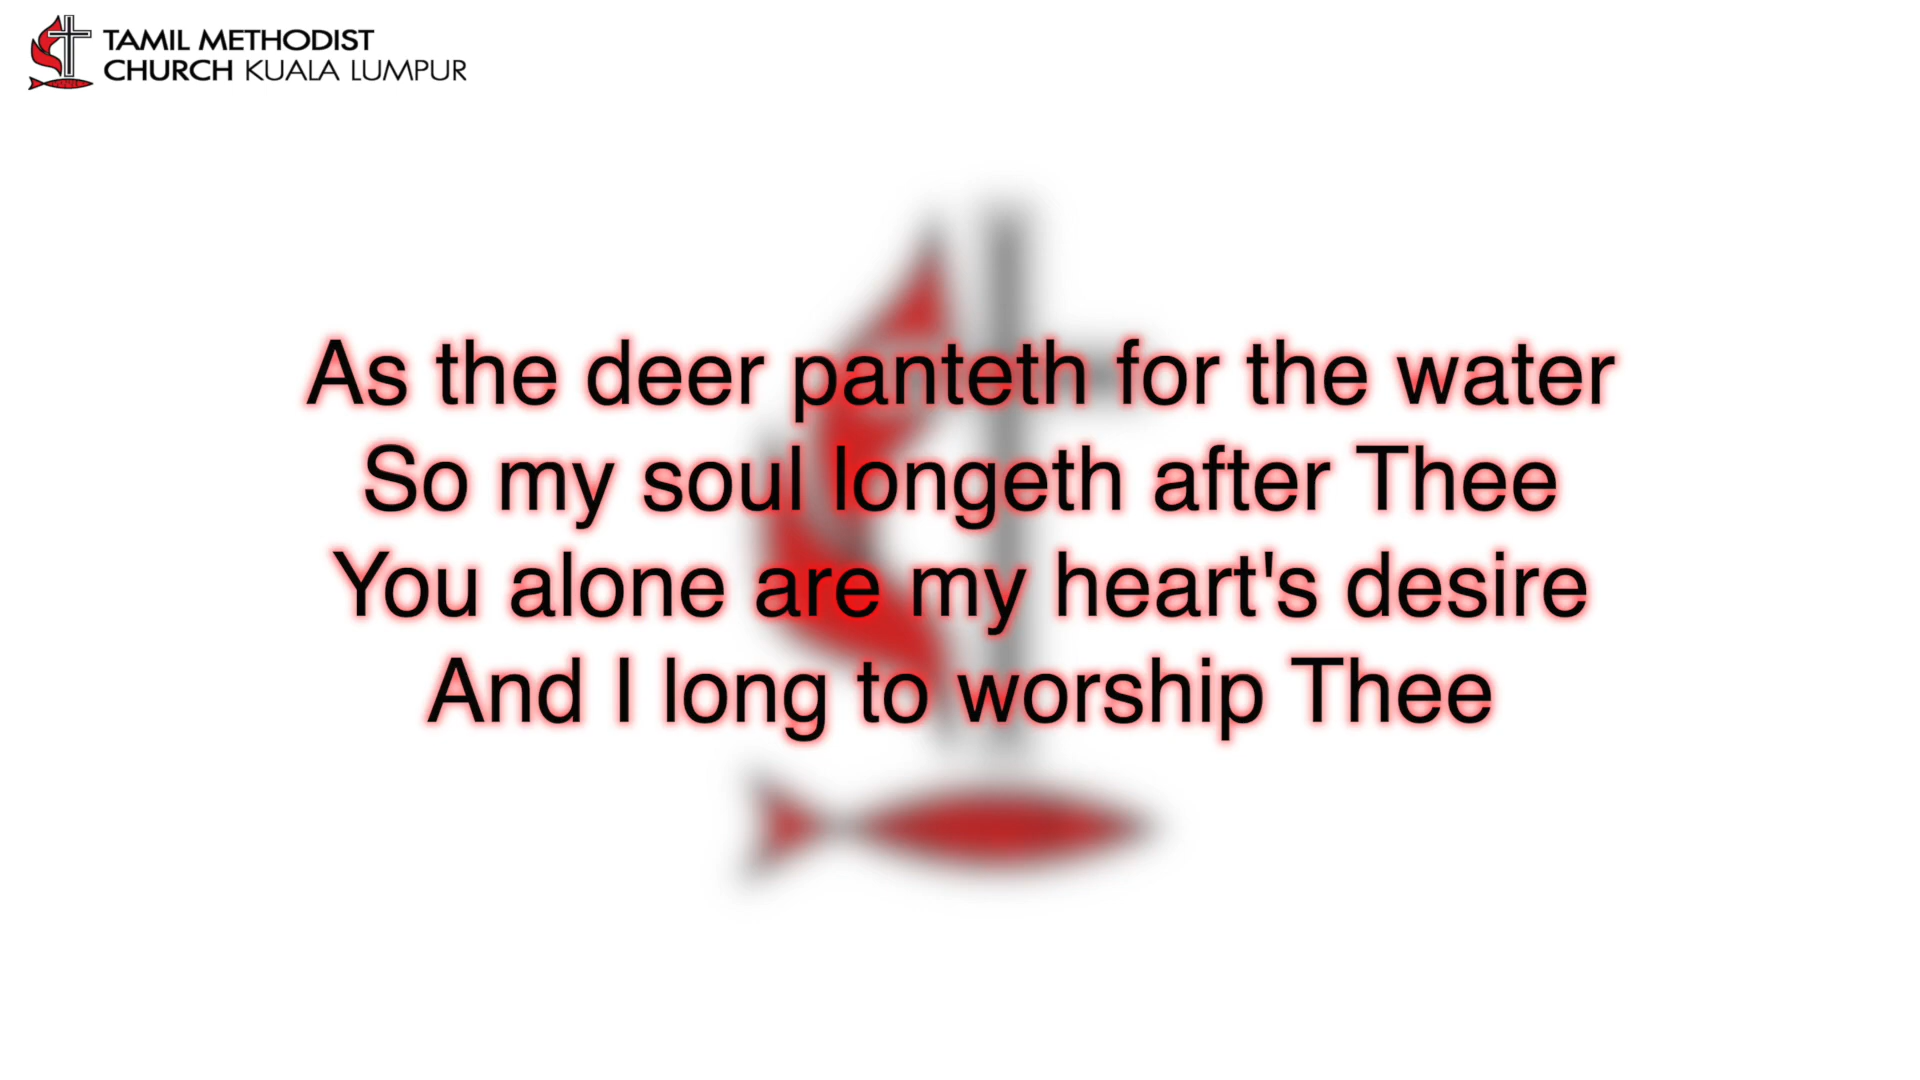 TAMIL METHODIST
CHURCH KUALA LUMPUR
As the deer panteth for the water
So my soul longeth after Thee
You alone are my heart's desire
And I long to worship Thee